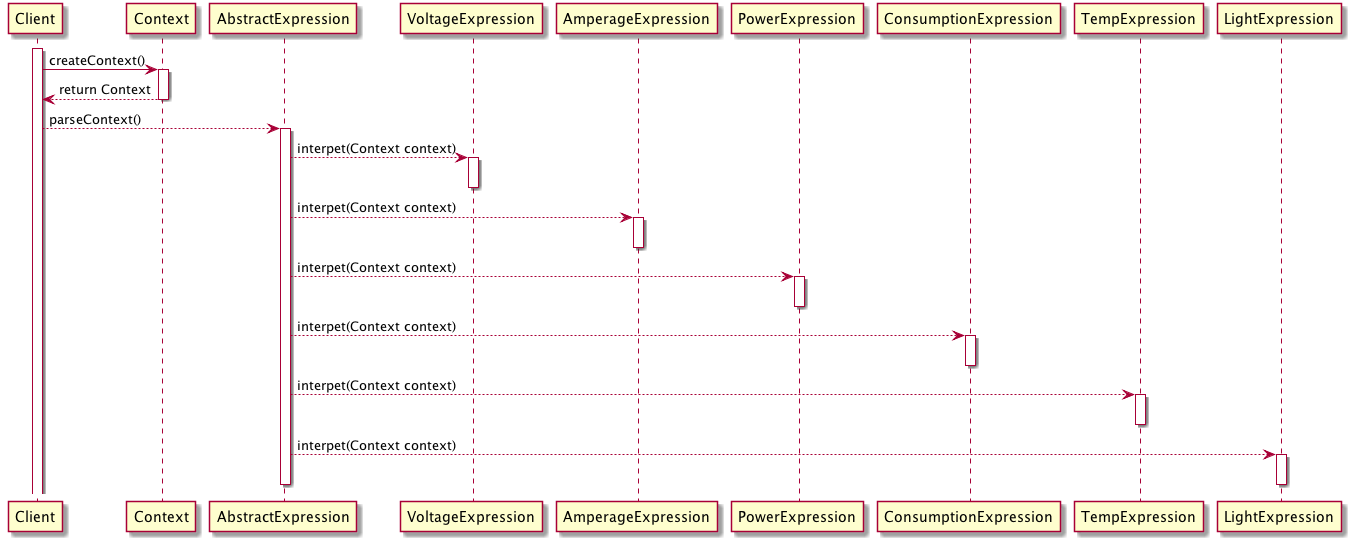 Client Context AbstractExpression VoltageExpression AmperageExpression PowerExpression ConsumptionExpression TempExpression LightExpression
createContext()
return Context
parseContext()
interpet(Context context)
interpet(Context context)
interpet(Context context)
interpet(Context context)
interpet(Context context)
interpet(Context context)
Client Context AbstractExpression VoltageExpression AmperageExpression PowerExpression ConsumptionExpression TempExpression LightExpression